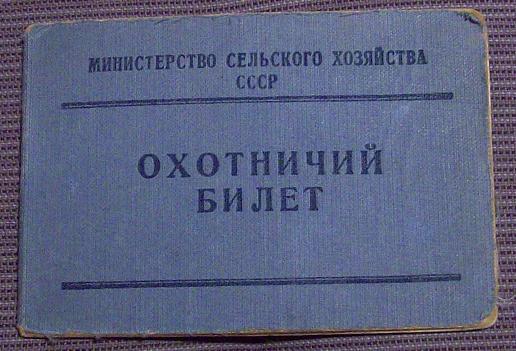 МИНИСТЕРСТВО СЕЛЬСКОГО ХОЗЯЙСТВА
СССР
ОХОТНИЧИЙ
БИЛЕТ